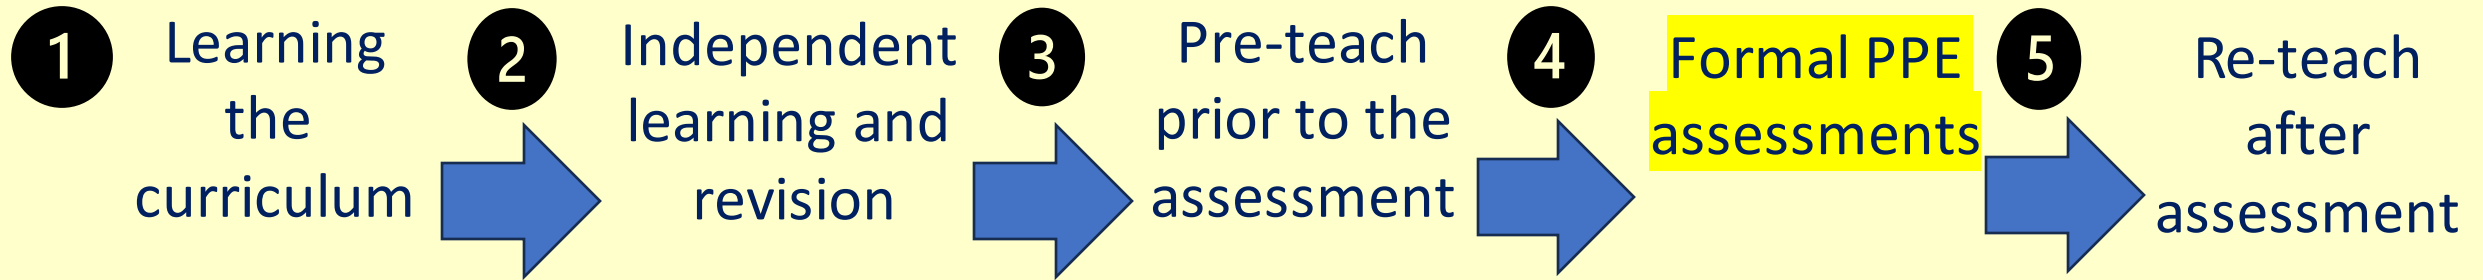 1
Learning
the
curriculum
2
Independent
learning and
revision
3
Pre-teach
prior to the
assessment
4
Formal PPE
assessments
5
Re-teach
after
assessment